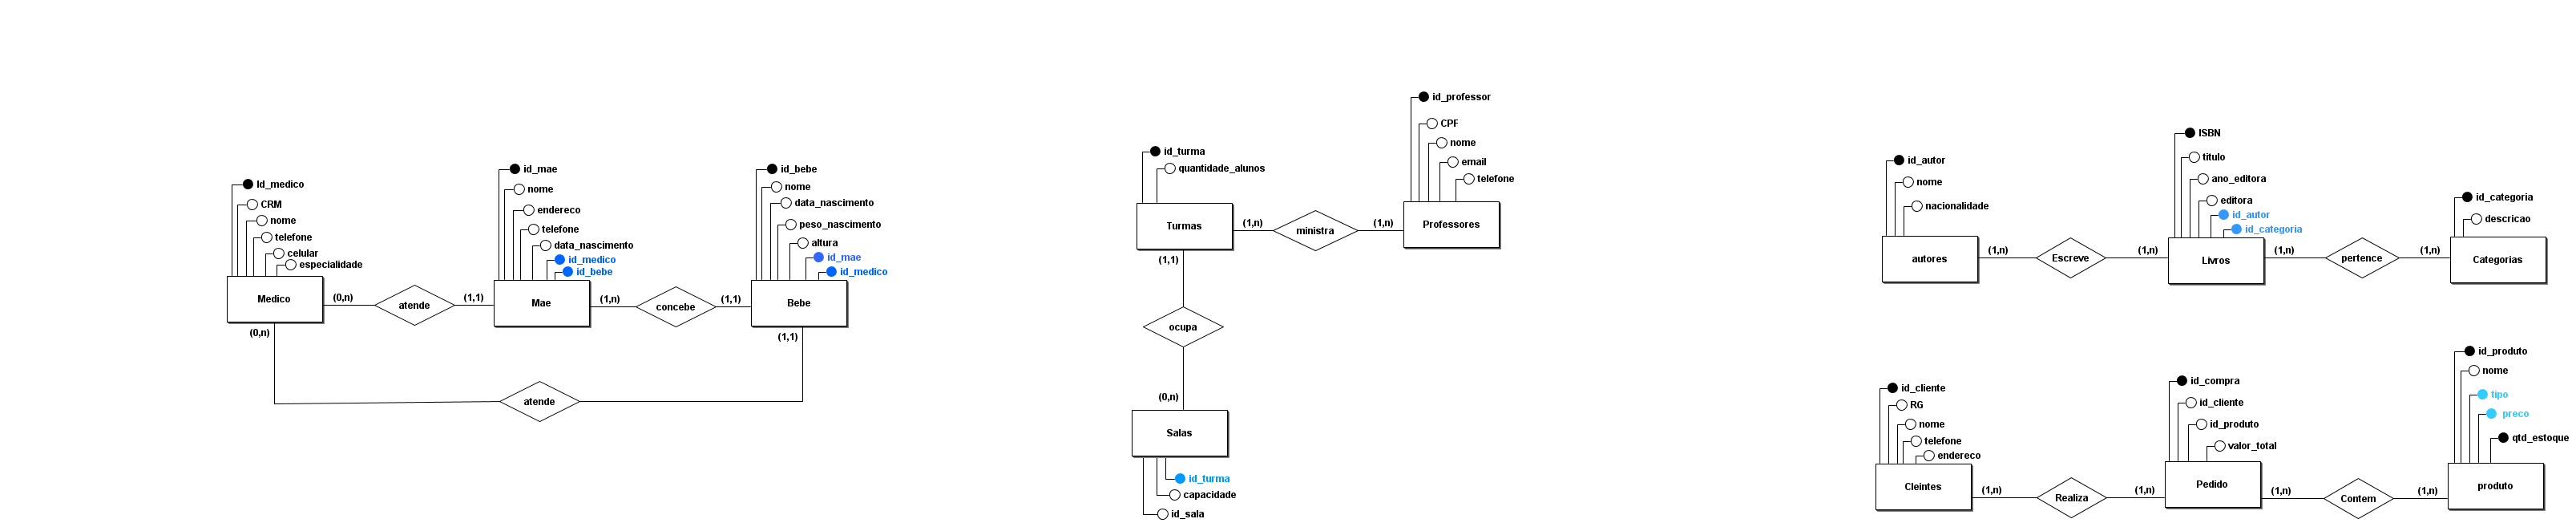 Id_medico
CRM
nome
telefone
celular
especialidade
Medico
(0,n)
atende
(1,1)
id_mae
nome
endereco
telefone
data_nascimento
id_medico
id_bebe
Mae
(1,n)
concebe
(1,1)
id_bebe
nome
data_nascimento
peso_nascimento
altura
id_mae
id_medico
Bebe
(0,n)
atende
(1,1)
id_turma
quantidade_alunos
Turmas
(1,n)
ministra
(1,n)
id_professor
CPF
nome
email
telefone
Professores
(1,1)
ocupa
(0,n)
Salas
id_turma
capacidade
id_sala
id_autor
nome
nacionalidade
autores
(1,n)
Escreve
(1,n)
ISBN
titulo
ano_editora
editora
id_autor
id_categoria
Livros
(1,n)
pertence
(1,n)
id_categoria
descricao
Categorias
id_cliente
RG
nome
telefone
endereco
Cleintes
(1,n)
Realiza
(1,n)
id_compra
id_cliente
id_produto
valor_total
Pedido
(1,n)
Contem
(1,n)
id_produto
nome
tipo
preco
qtd_estoque
produto